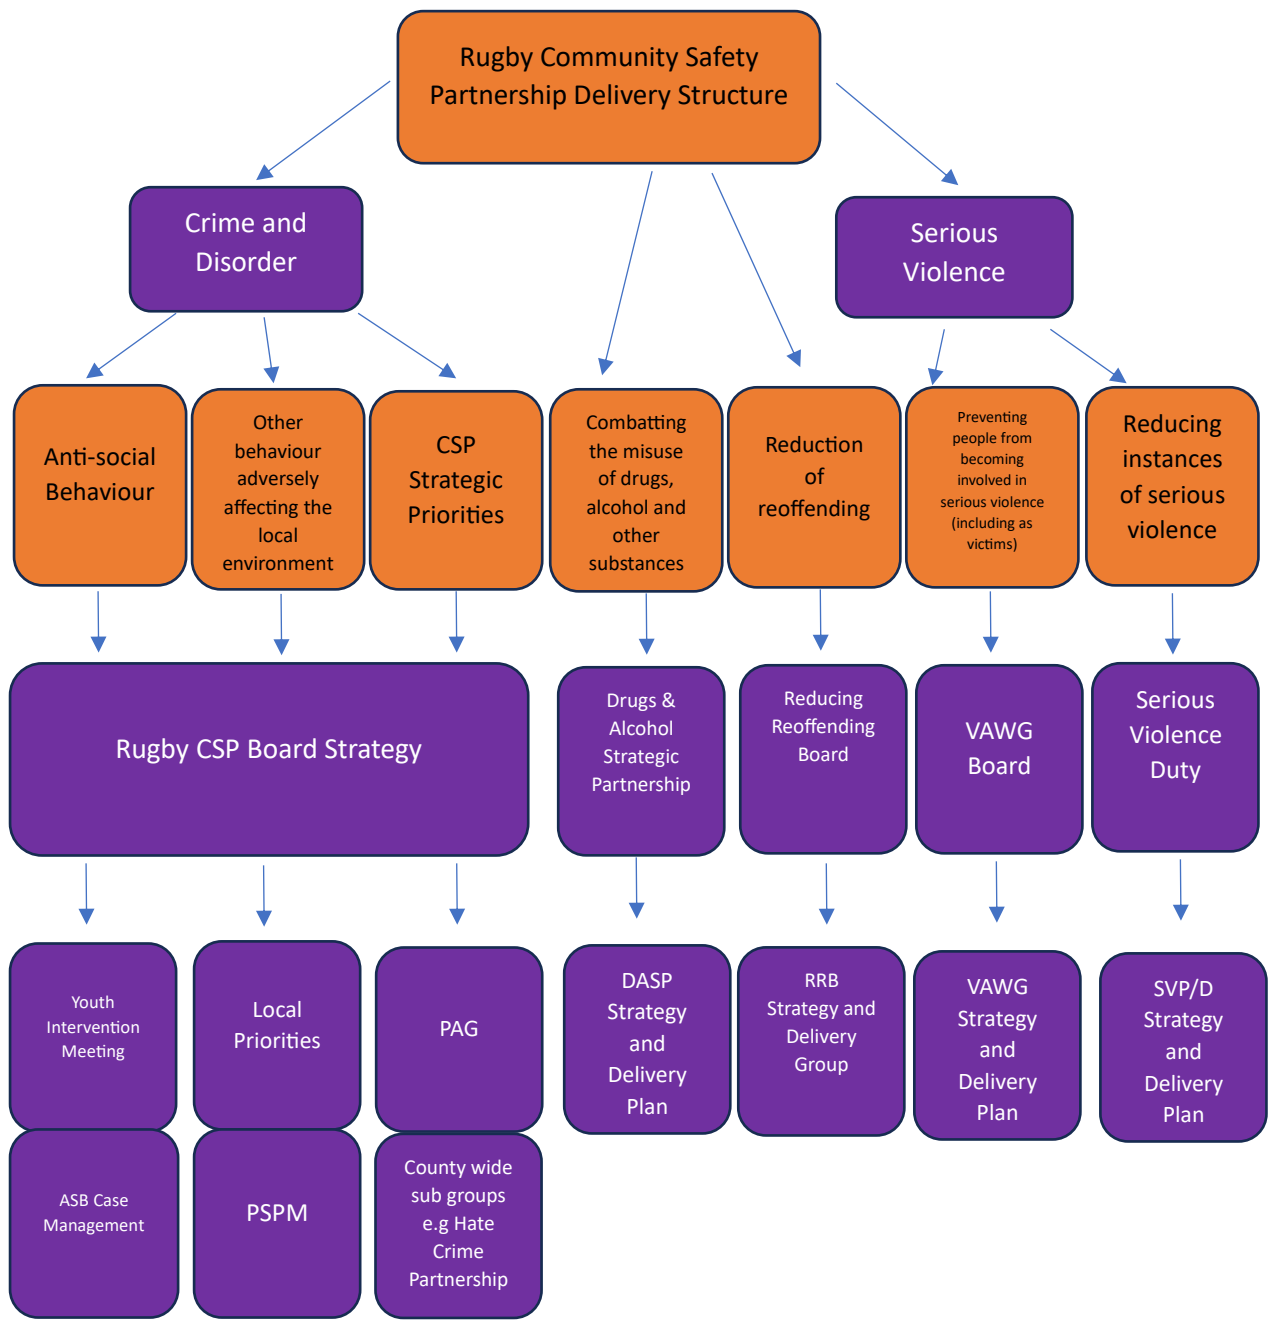 Rugby Community Safety
Partnership Delivery Structure
Crime and
Disorder
Serious
Violence
Anti-social
Behaviour
Other
behaviour
adversely
affecting the
local
environment
CSP
Strategic
Priorities
Combatting
the misuse
of drugs,
alcohol and
other
substances
Reduction
of
reoffending
Preventing
people from
becoming
involved in
serious violence
(including as
victims)
Reducing
instances
of serious
violence
Rugby CSP Board Strategy
Drugs &
Alcohol
Strategic
Partnership
Reducing
Reoffending
Board
VAWG
Board
Serious
Violence
Duty
Youth
Intervention
Meeting
Local
Priorities
PAG
DASP
Strategy
and
Delivery
Plan
RRB
Strategy and
Delivery
Group
VAWG
Strategy
and
Delivery
Plan
SVP/D
Strategy
and
Delivery
Plan
ASB Case
Management
PSPM
County wide
sub groups
e.g Hate
Crime
Partnership